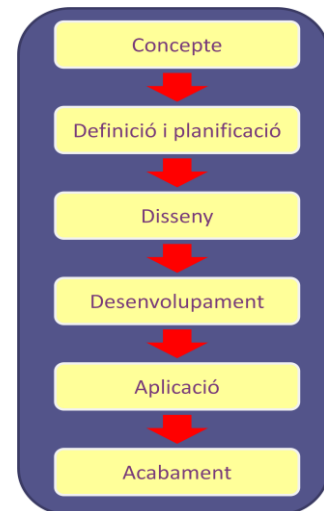 Concepte
Definició i planificació
Disseny
Desenvolupament
Aplicació
Acabament